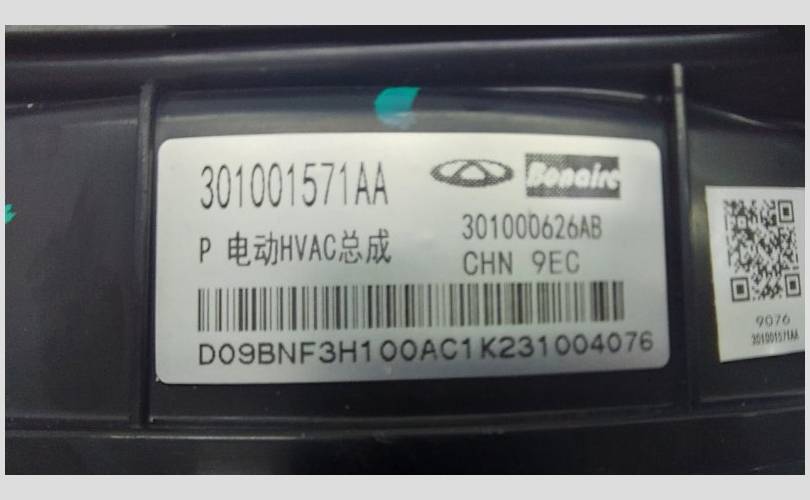 301001571AA
Bonaire
301000626AB
P 电动HVAC总成
CHN 9EC
D09BNF3H100AC1K231004076
9076
301001571AA